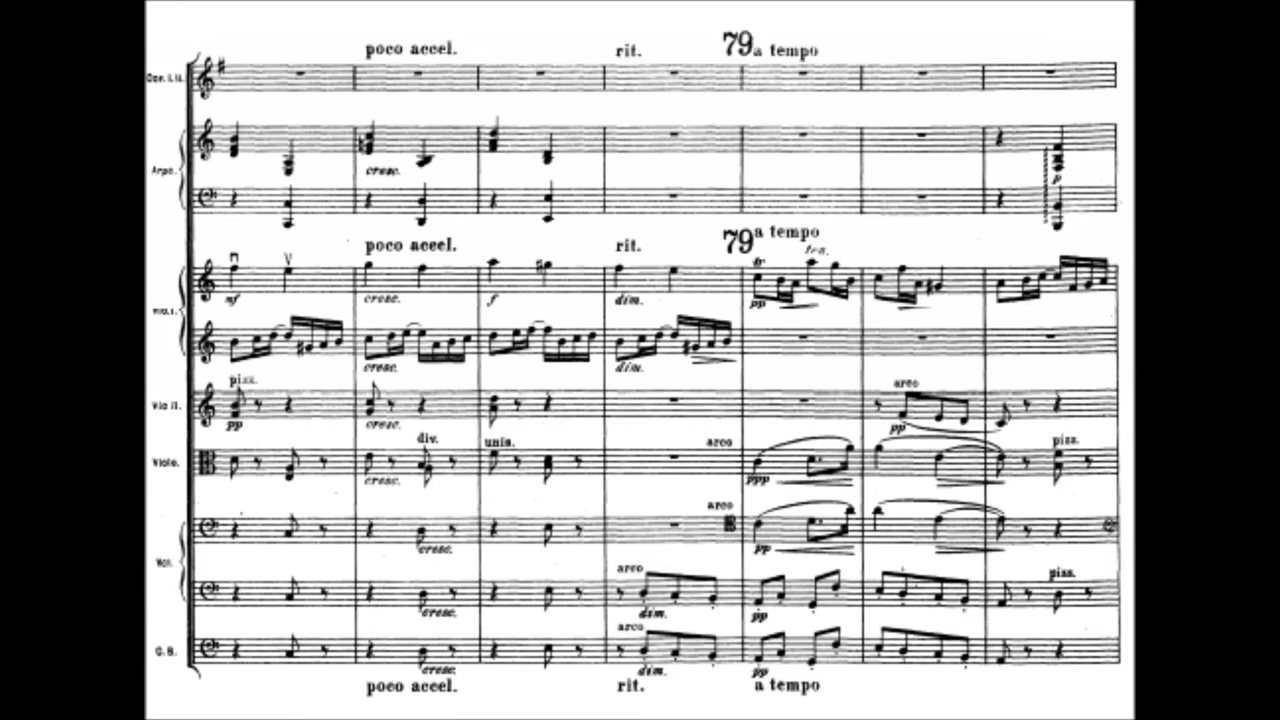 poco accel. rit. 79 a tempo
Cor. I. II.
Arpa.
cresc. p
poco accel. rit. 79 a tempo
ten.
tr
mf cresc. f dim. pp
cresc. dim.
pizz. arco
Vio II.
pp cresc. pp
div. unis. arco pizz.
Viole.
cresc. ppp
arco
cresc. pp
Vcl.
arco pizz.
cresc. dim. pp
arco
C. B.
cresc. dim. pp
poco accel. rit. a tempo